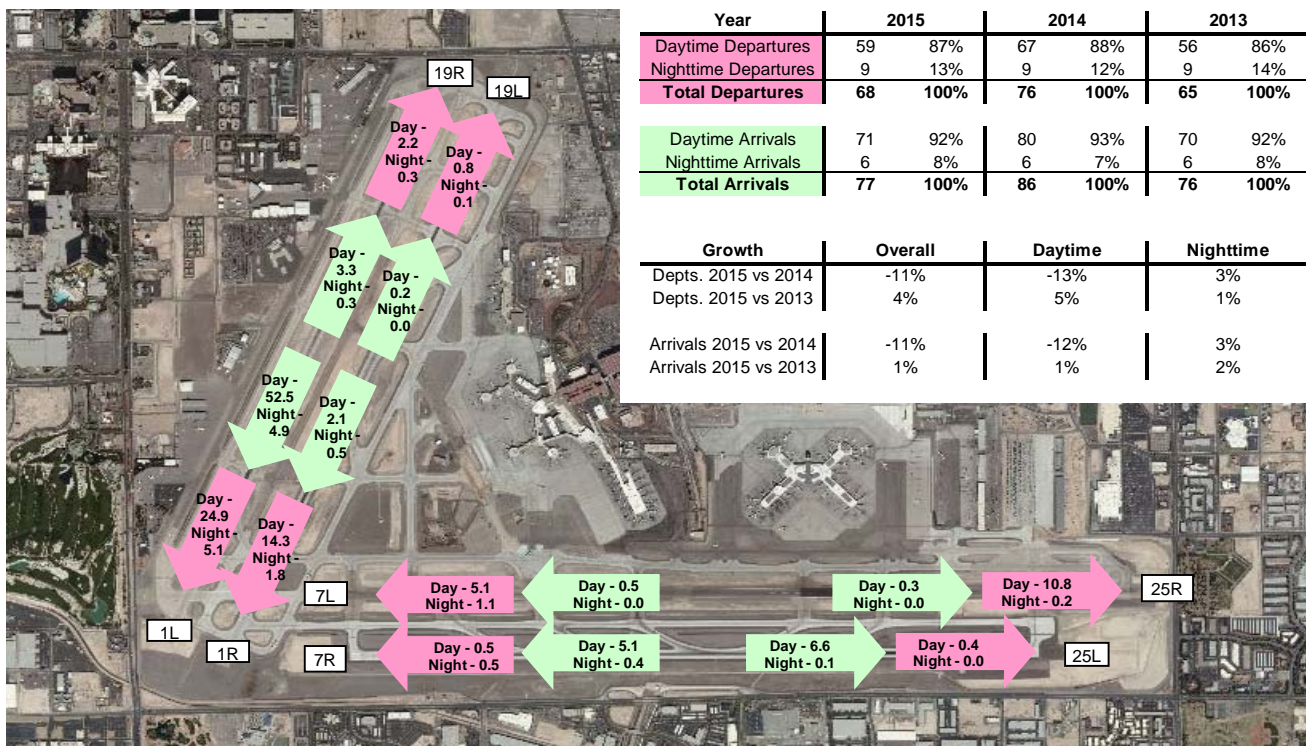 Year 2015 2014 2013
Daytime Departures 59 87% 67 88% 56 86%
Nighttime Departures 9 13% 9 12% 9 14%
Total Departures 68 100% 76 100% 65 100%
Daytime Arrivals 71 92% 80 93% 70 92%
Nighttime Arrivals 6 8% 6 7% 6 8%
Total Arrivals 77 100% 86 100% 76 100%
Growth Overall Daytime Nighttime
Depts. 2015 vs 2014 -11% -13% 3%
Depts. 2015 vs 2013 4% 5% 1%
Arrivals 2015 vs 2014 -11% -12% 3%
Arrivals 2015 vs 2013 1% 1% 2%
19R
19L
Day -
2.2
Night -
0.3
Day -
0.8
Night -
0.1
Day -
3.3
Night -
0.3
Day -
0.2
Night -
0.0
Day -
52.5
Night -
4.9
Day -
2.1
Night -
0.5
Day -
24.9
Night -
5.1
Day -
14.3
Night -
1.8
7L
Day - 5.1
Night - 1.1
Day - 0.5
Night - 0.0
Day - 0.3
Night - 0.0
Day - 10.8
Night - 0.2
25R
1L
1R
7R
Day - 0.5
Night - 0.5
Day - 5.1
Night - 0.4
Day - 6.6
Night - 0.1
Day - 0.4
Night - 0.0
25L